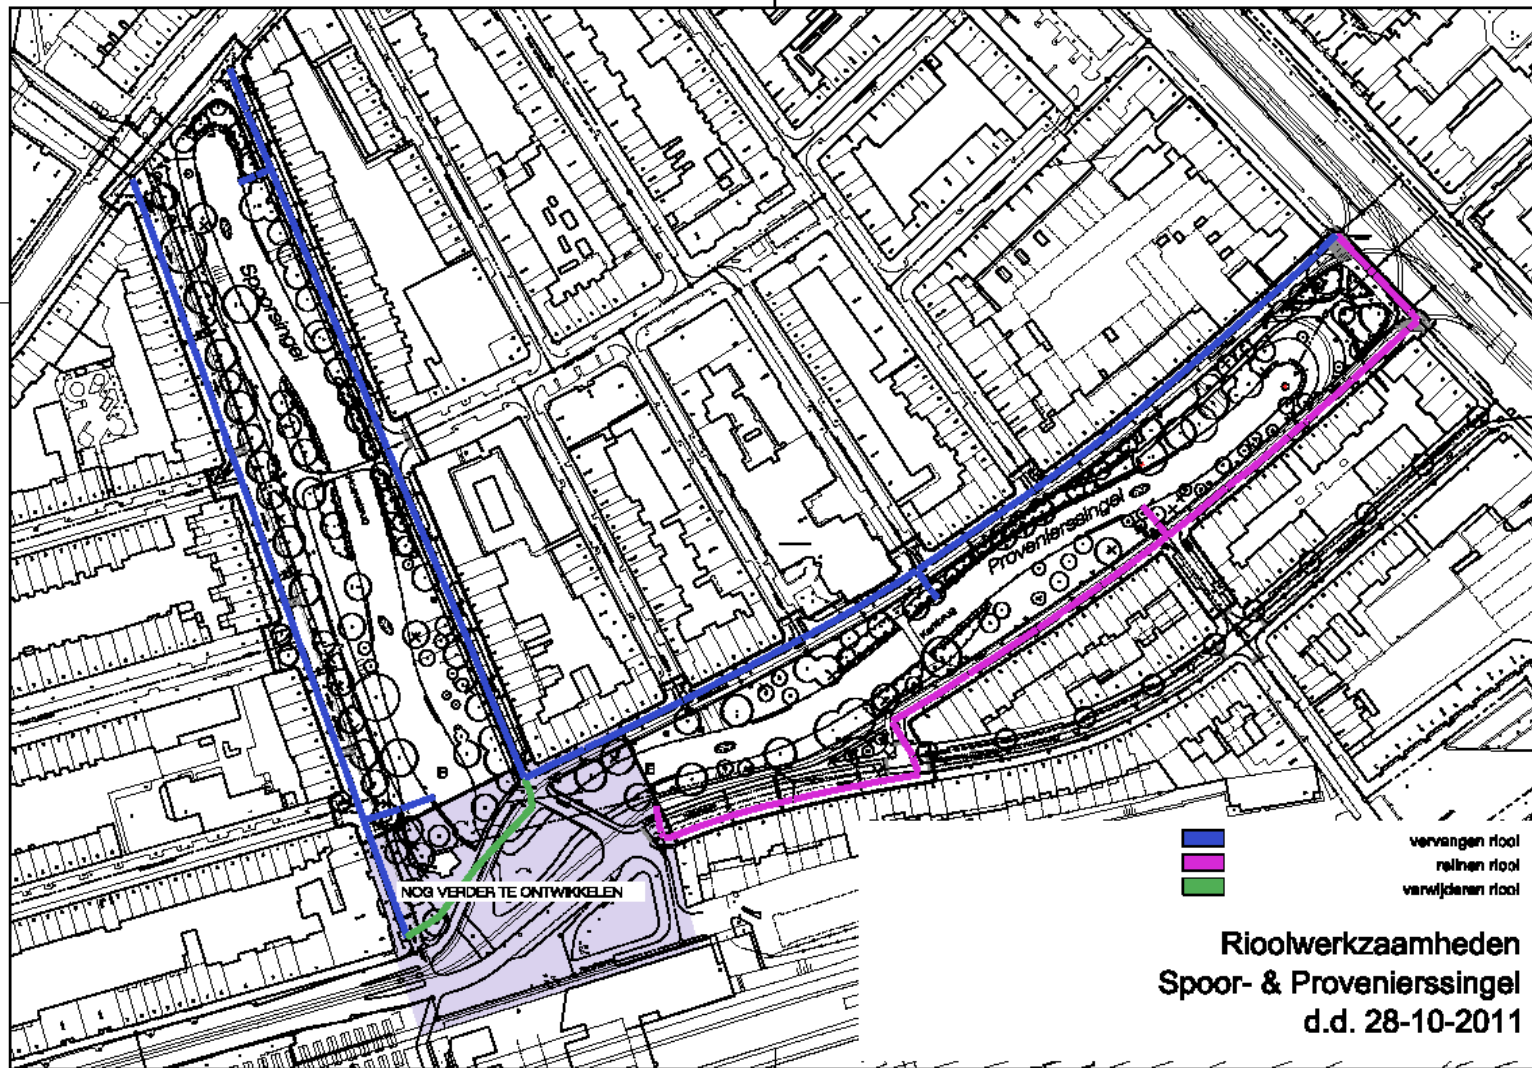 Spoorsingel
Provenierssingel
NOG VERDER TE ONTWIKKELEN
vervangen riool
relinen riool
verwijderen riool
Rioolwerkzaamheden
Spoor- & Provenierssingel
d.d. 28-10-2011